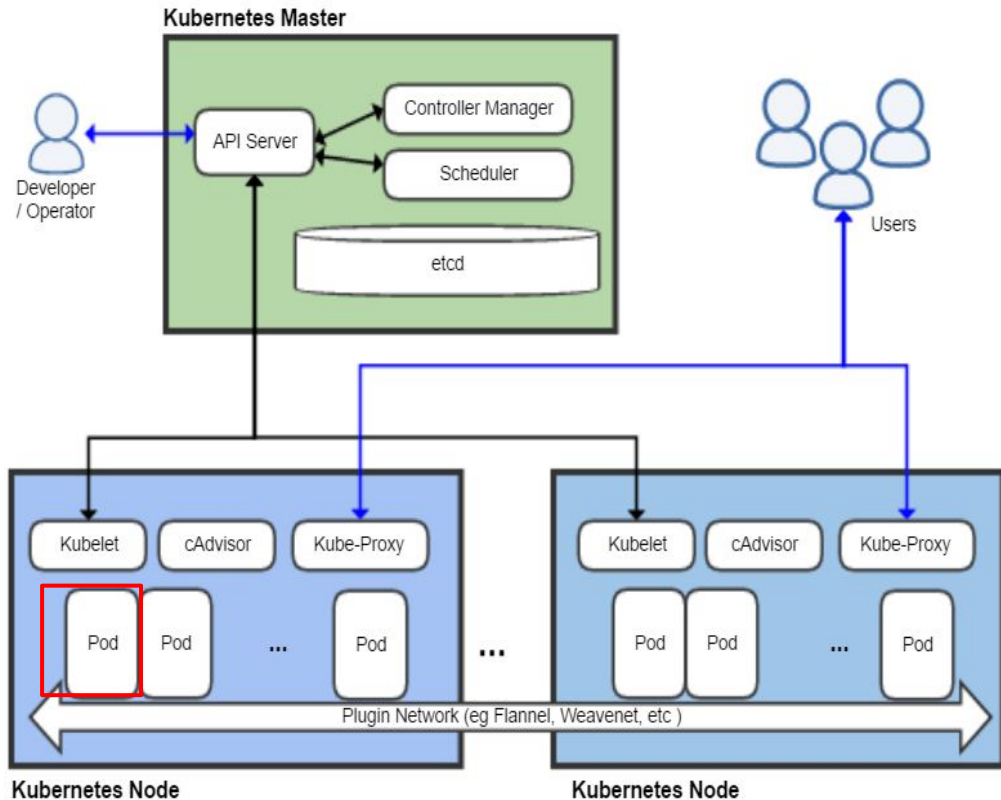 Kubernetes Master
API Server
Controller Manager
Scheduler
etcd
Developer
/ Operator
Users
Kubelet
cAdvisor
Kube-Proxy
Pod
Pod
...
Pod
...
Kubelet
cAdvisor
Kube-Proxy
Pod
Pod
...
Pod
Plugin Network (eg Flannel, Weavenet, etc )
Kubernetes Node
Kubernetes Node